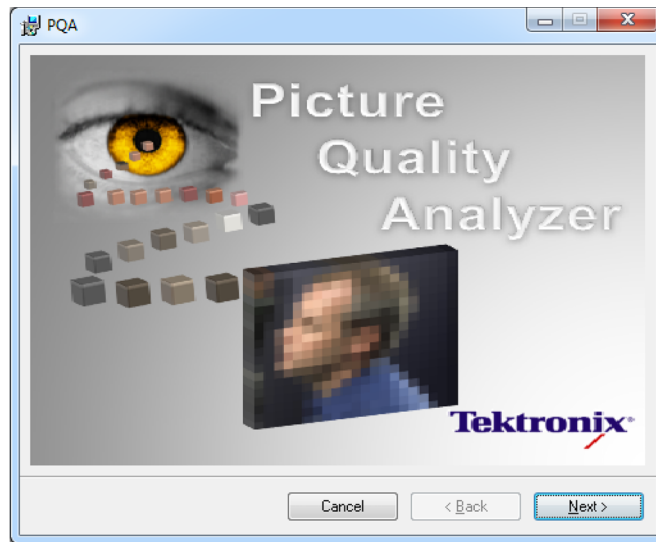 PQA
Picture
Quality
Analyzer
Tektronix®
Cancel
< Back
Next >